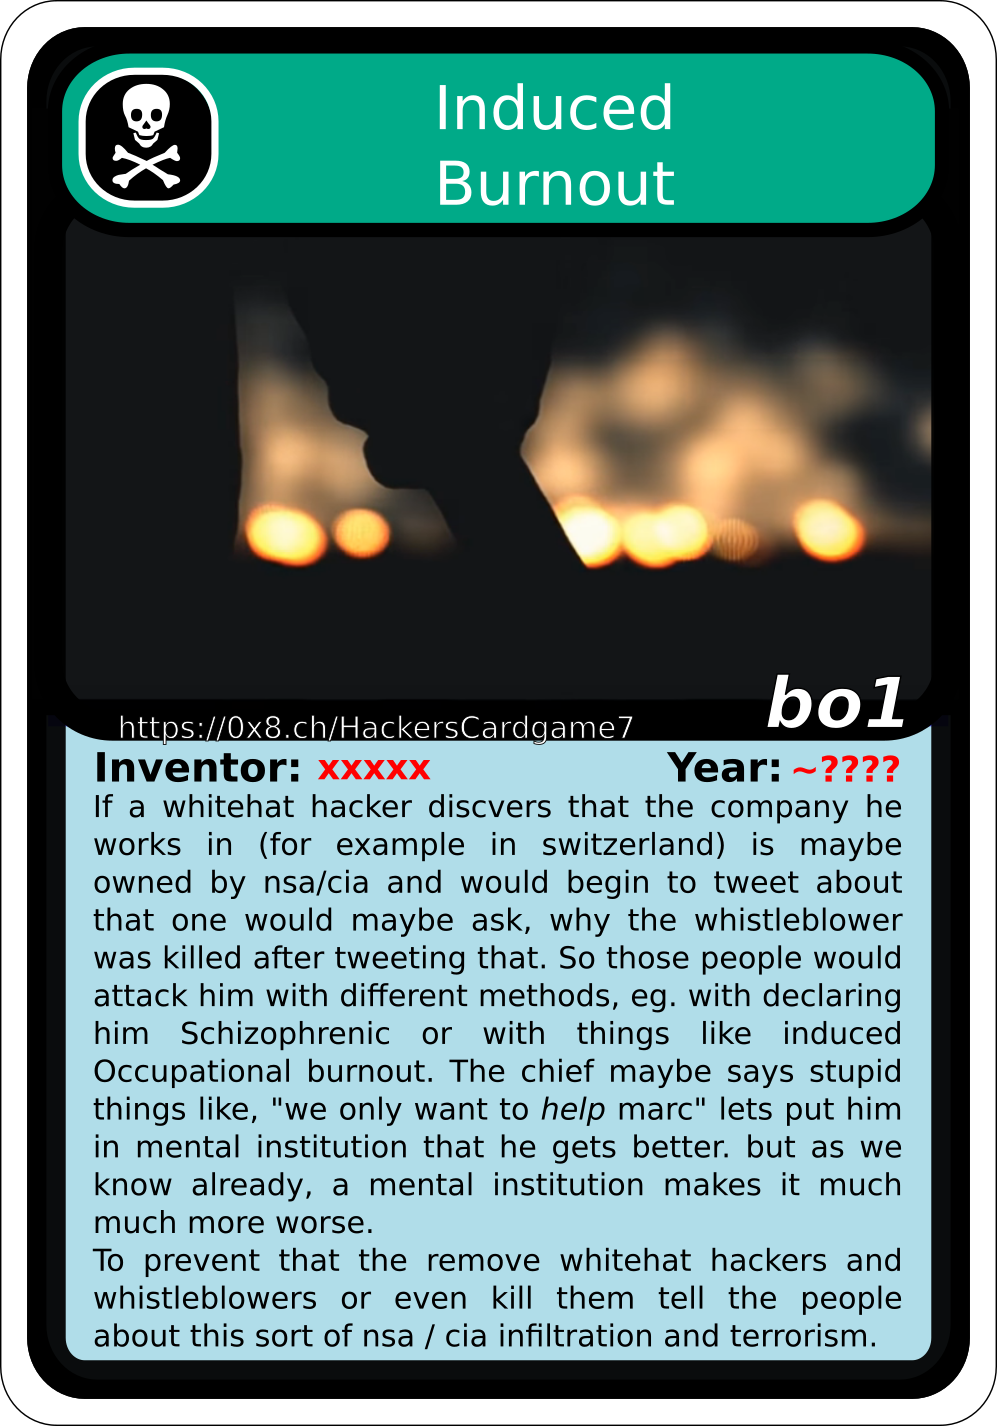 Induced
Burnout
bo1
https://0x8.ch/HackersCardgame7
Inventor: xxxxx Year: ~????
If a whitehat hacker discvers that the company he
works in (for example in switzerland) is maybe
owned by nsa/cia and would begin to tweet about
that one would maybe ask, why the whistleblower
was killed after tweeting that. So those people would
attack him with different methods, eg. with declaring
him Schizophrenic or with things like induced
Occupational burnout. The chief maybe says stupid
things like, "we only want to help marc" lets put him
in mental institution that he gets better. but as we
know already, a mental institution makes it much
much more worse.
To prevent that the remove whitehat hackers and
whistleblowers or even kill them tell the people
about this sort of nsa / cia infiltration and terrorism.